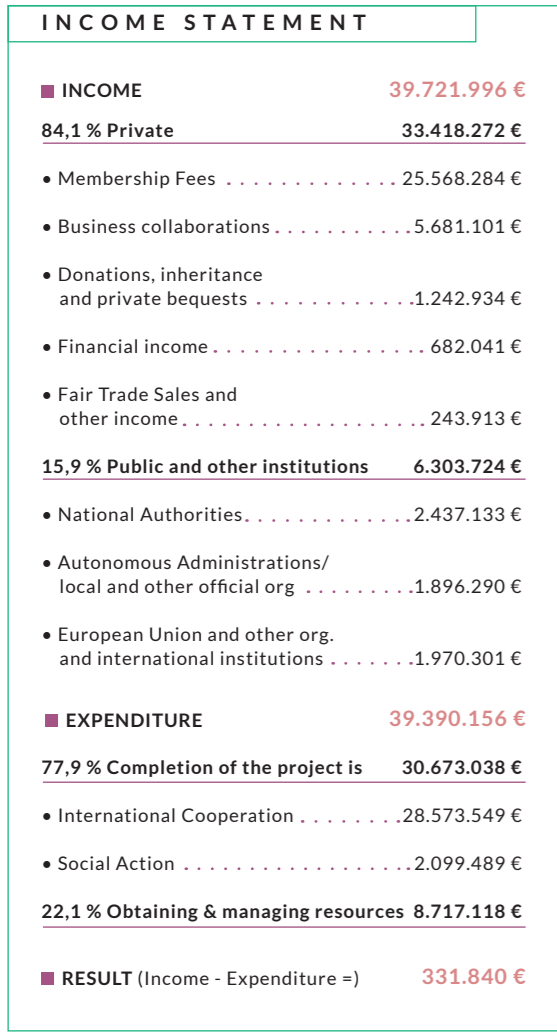 INCOME STATEMENT
INCOME 39.721.996 €
84,1 % Private 33.418.272 €
• Membership Fees . . . . . . . . . . . . . 25.568.284 €
• Business collaborations . . . . . . . . . . . 5.681.101 €
• Donations, inheritance
and private bequests . . . . . . . . . . . . 1.242.934 €
• Financial income . . . . . . . . . . . . . . . . 682.041 €
• Fair Trade Sales and
other income . . . . . . . . . . . . . . . . . . 243.913 €
15,9 % Public and other institutions 6.303.724 €
• National Authorities . . . . . . . . . . . . . 2.437.133 €
• Autonomous Administrations/
local and other official org . . . . . . . . . 1.896.290 €
• European Union and other org.
and international institutions . . . . . . . 1.970.301 €
EXPENDITURE 39.390.156 €
77,9 % Completion of the project is 30.673.038 €
• International Cooperation . . . . . . . . 28.573.549 €
• Social Action . . . . . . . . . . . . . . . . . . 2.099.489 €
22,1 % Obtaining & managing resources 8.717.118 €
RESULT (Income - Expenditure =) 331.840 €